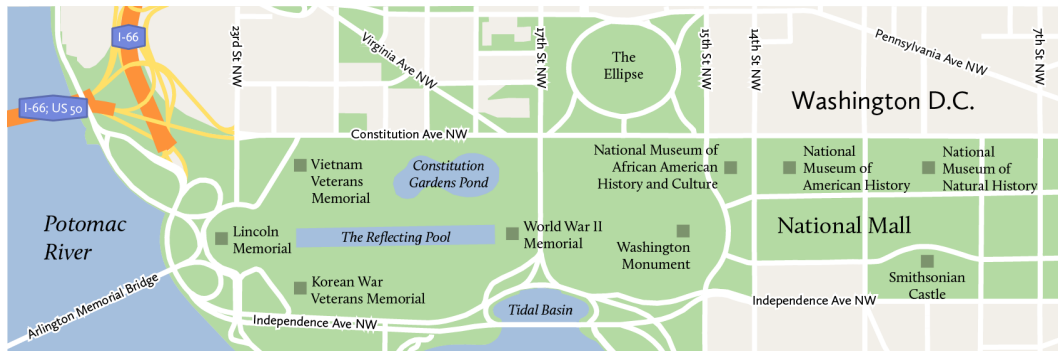 I-66
23rd St NW
Virginia Ave NW
17th St NW
The
Ellipse
15th St NW
14th St NW
Pennsylvania Ave NW
7th St NW
I-66; US 50
Washington D.C.
Constitution Ave NW
Vietnam
Veterans
Memorial
Constitution
Gardens Pond
National Museum of
African American
History and Culture
National
Museum of
American History
National
Museum of
Natural History
Potomac
River
Lincoln
Memorial
The Reflecting Pool
World War II
Memorial
Washington
Monument
National Mall
Smithsonian
Castle
Korean War
Veterans Memorial
Arlington Memorial Bridge
Independence Ave NW
Tidal Basin
Independence Ave NW